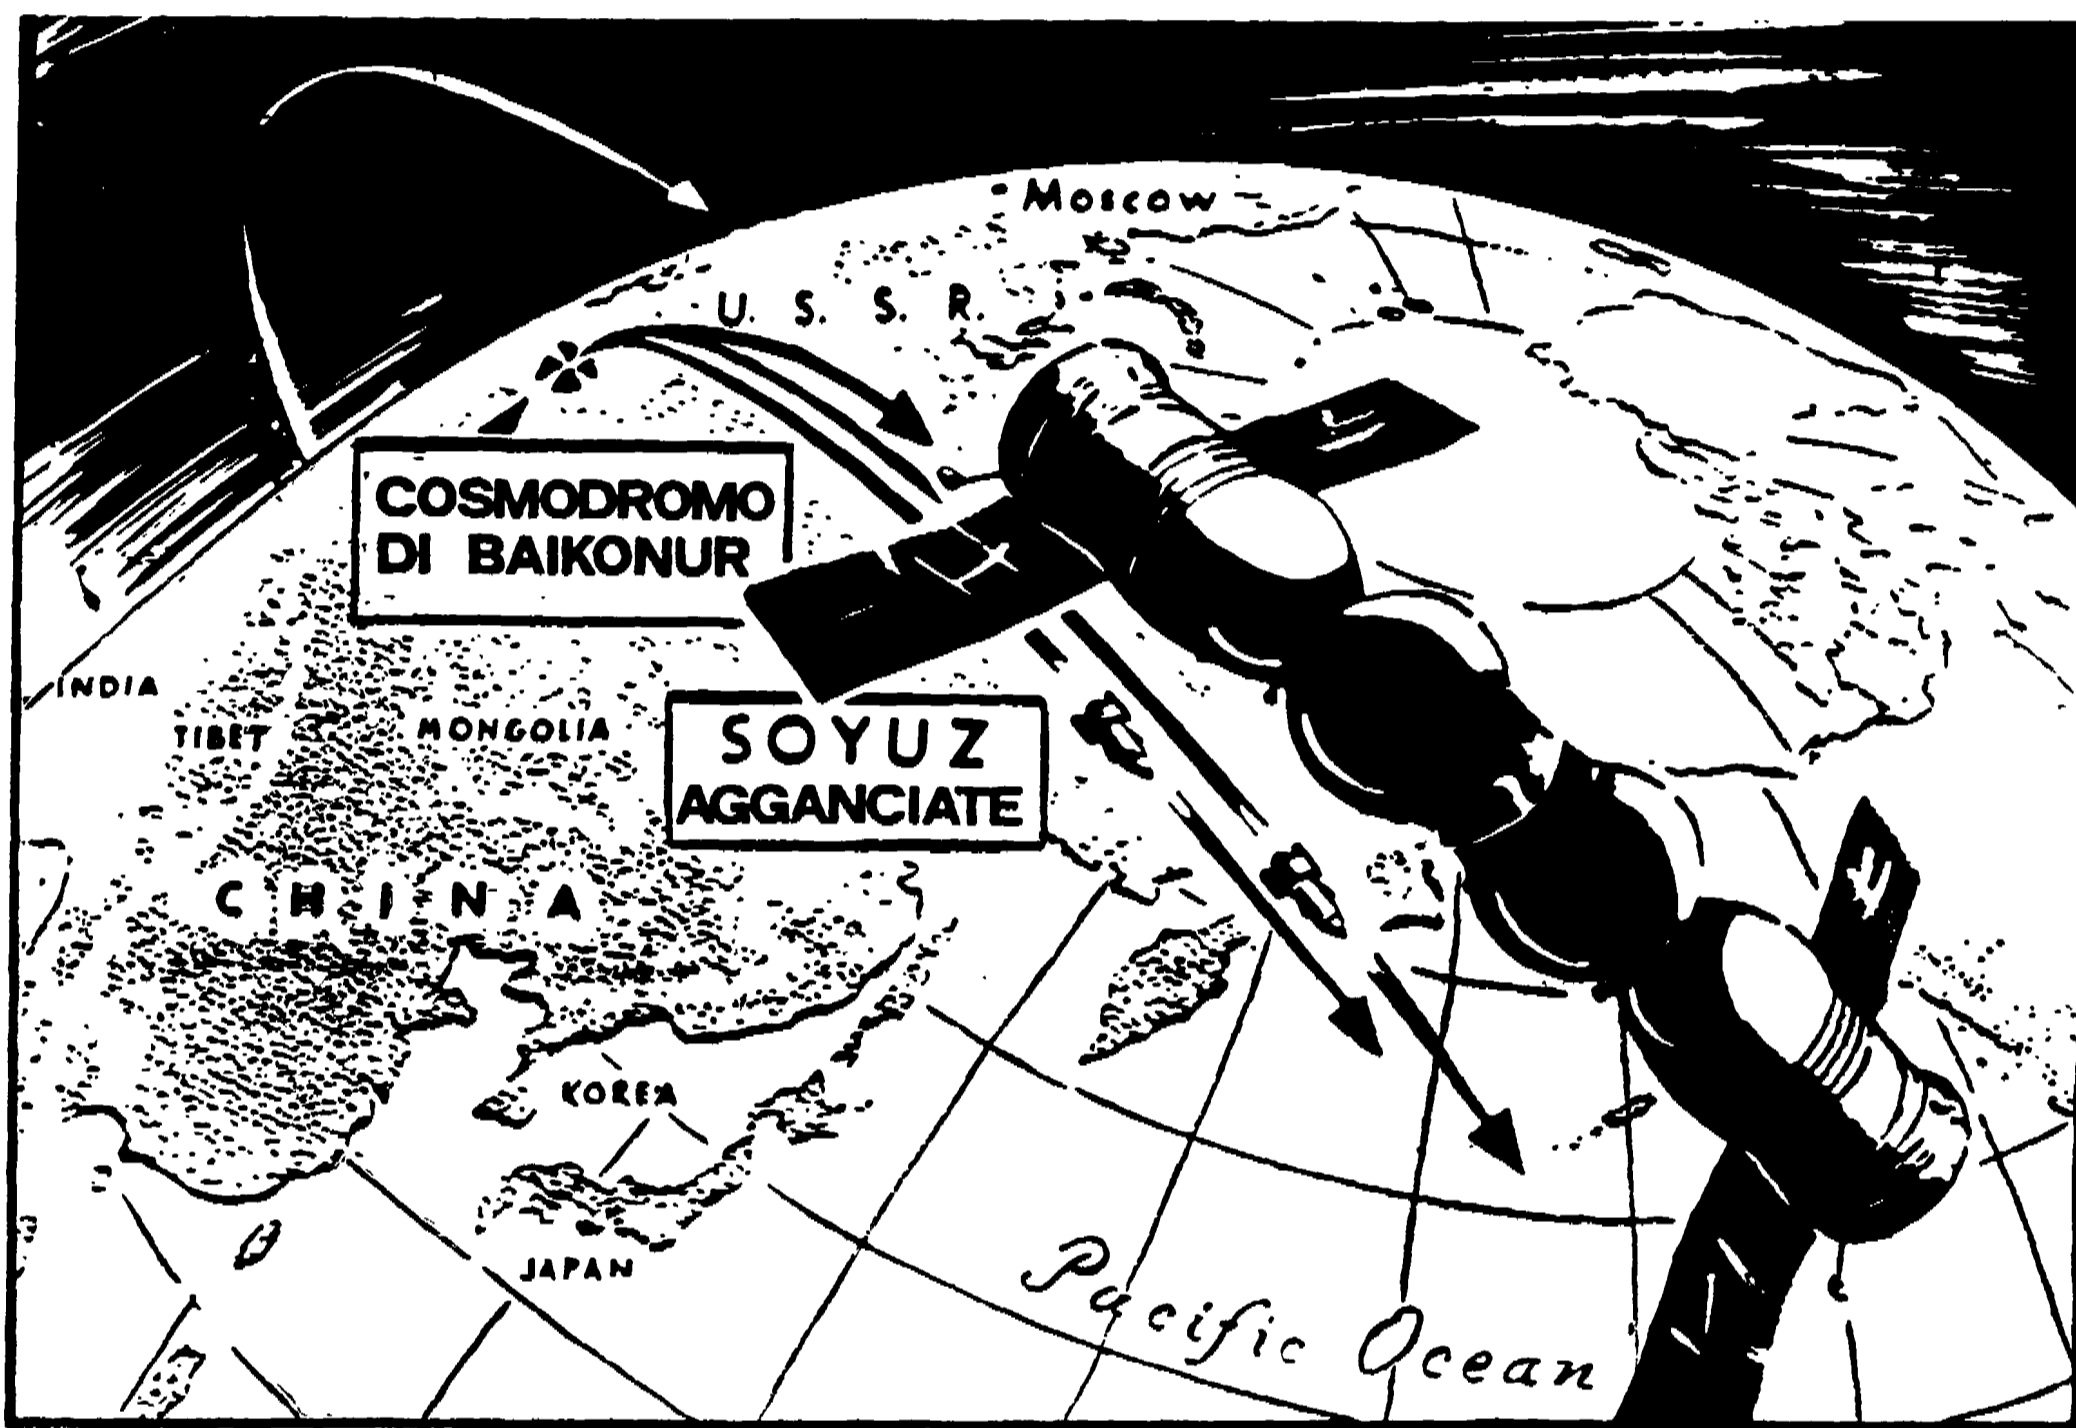 Moscow
U. S. S. R.
COSMODROMO
DI BAIKONUR
INDIA
TIBET
MONGOLIA
SOYUZ
AGGANCIATE
CHINA
KOREA
JAPAN
Pacific Ocean